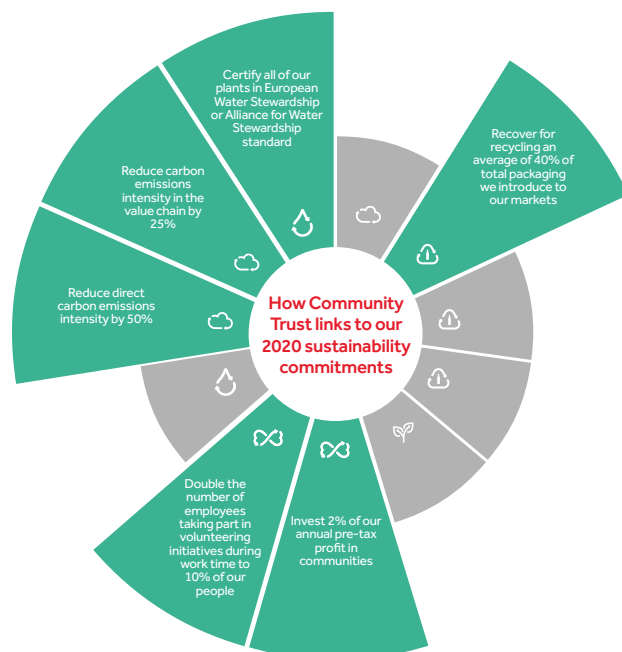 Certify all of our
plants in European
Water Stewardship
or Alliance for Water
Stewardship
standard
Recover for
recycling an
average of 40% of
total packaging
we introduce to
our markets
Reduce carbon
emissions
intensity in the
value chain by
25%
Reduce direct
carbon emissions
intensity by 50%
How Community
Trust links to our
2020 sustainability
commitments
Double the
number of
employees
taking part in
volunteering
initiatives during
work time to
10% of our
people
Invest 2% of our
annual pre-tax
profit in
communities